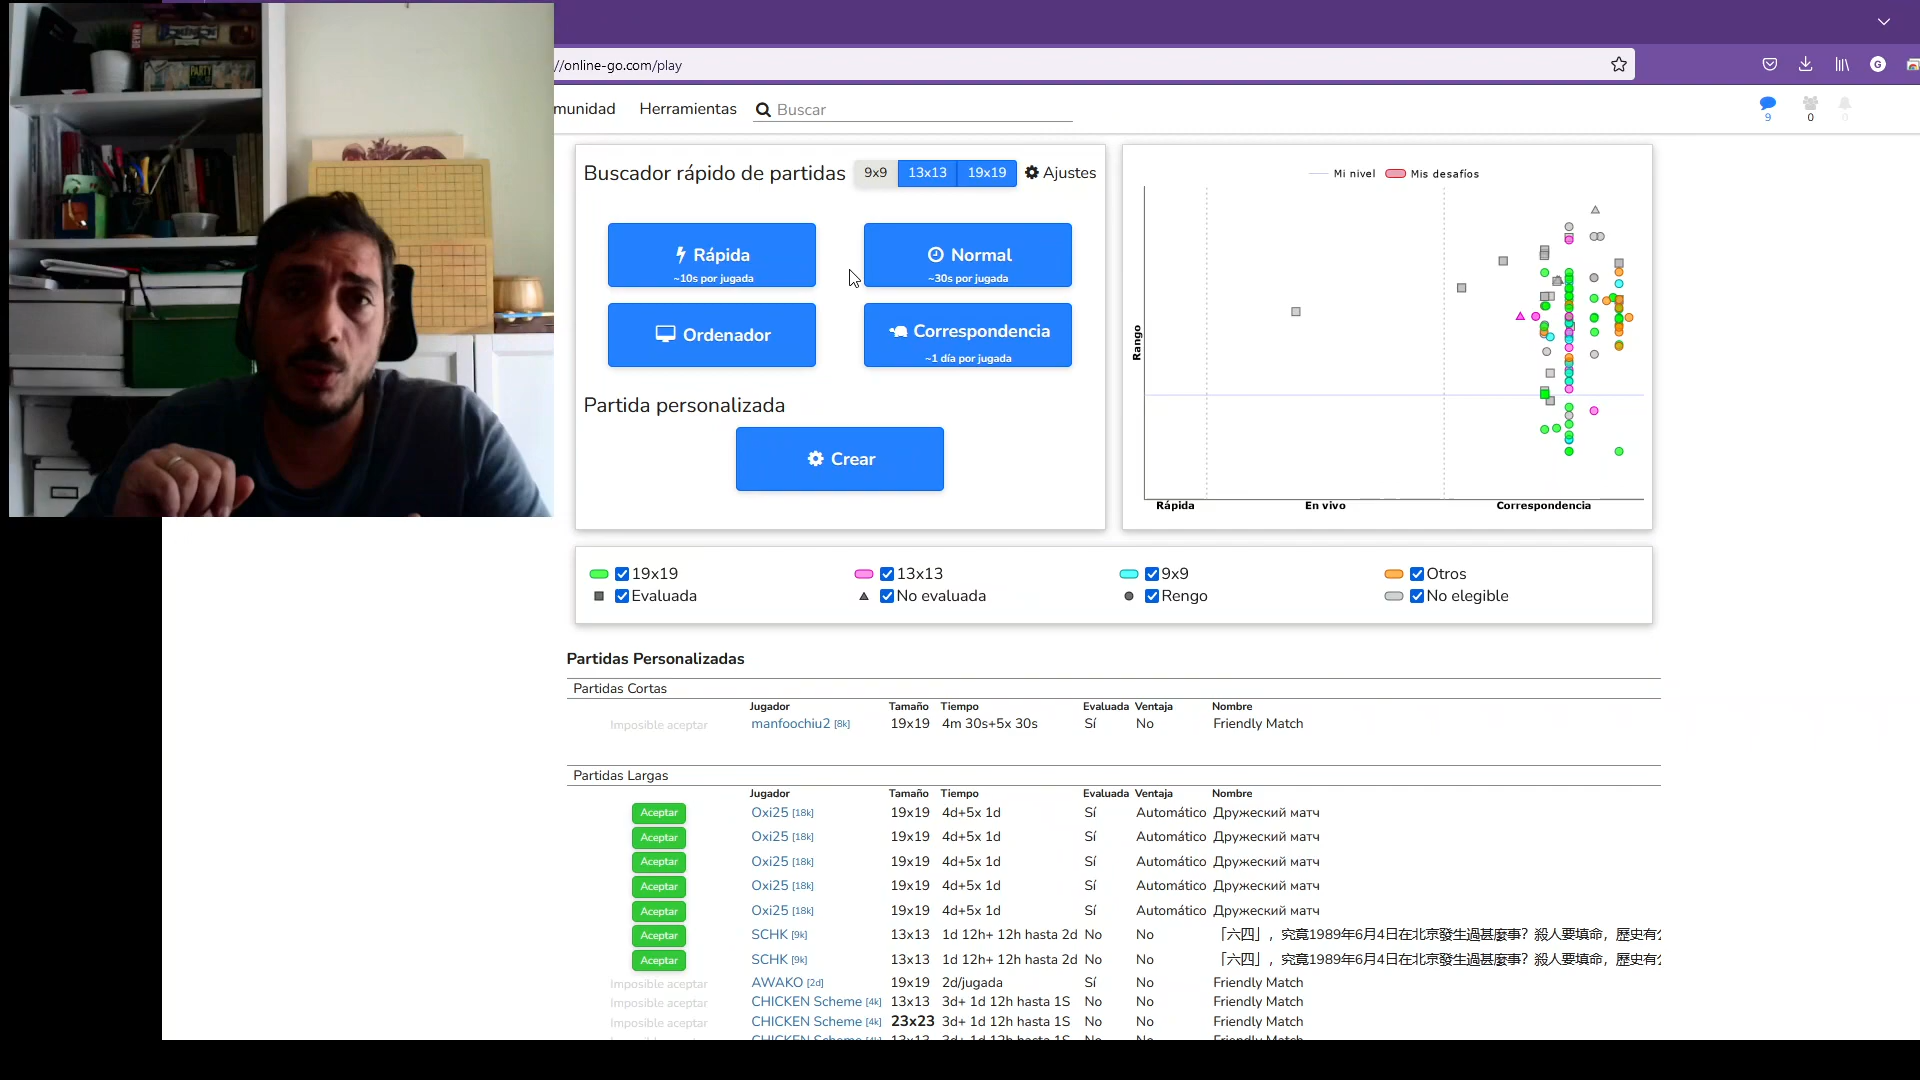 //online-go.com/play
munidad Herramientas Buscar
9 0 0
Buscador rápido de partidas 9x9 13x13 19x19 Ajustes
Rápida
~10s por jugada
Normal
~30s por jugada
Ordenador
Correspondencia
~1 día por jugada
Partida personalizada
Crear
Mi nivel Mis desafíos
Rango
Rápida En vivo Correspondencia
19x19 13x13 9x9 Otros
Evaluada No evaluada Rengo No elegible
Partidas Personalizadas
Partidas Cortas
Jugador Tamaño Tiempo Evaluada Ventaja Nombre
Imposible aceptar manfoochiu2 [8k] 19x19 4m 30s+5x 30s Sí No Friendly Match
Partidas Largas
Jugador Tamaño Tiempo Evaluada Ventaja Nombre
Aceptar Oxi25 [18k] 19x19 4d+5x 1d Sí Automático Дружеский матч
Aceptar Oxi25 [18k] 19x19 4d+5x 1d Sí Automático Дружеский матч
Aceptar Oxi25 [18k] 19x19 4d+5x 1d Sí Automático Дружеский матч
Aceptar Oxi25 [18k] 19x19 4d+5x 1d Sí Automático Дружеский матч
Aceptar Oxi25 [18k] 19x19 4d+5x 1d Sí Automático Дружеский матч
Aceptar SCHK [9k] 13x13 1d 12h+ 12h hasta 2d No No 「六四」，究竟1989年6月4日在北京發生過甚麼事？殺人要填命，歷史有
Aceptar SCHK [9k] 13x13 1d 12h+ 12h hasta 2d No No 「六四」，究竟1989年6月4日在北京發生過甚麼事？殺人要填命，歷史有
Imposible aceptar AWAKO [2d] 19x19 2d/jugada Sí No Friendly Match
Imposible aceptar CHICKEN Scheme [4k] 13x13 3d+ 1d 12h hasta 1S No No Friendly Match
Imposible aceptar CHICKEN Scheme [4k] 23x23 3d+ 1d 12h hasta 1S No No Friendly Match
PARTY
DEVIR